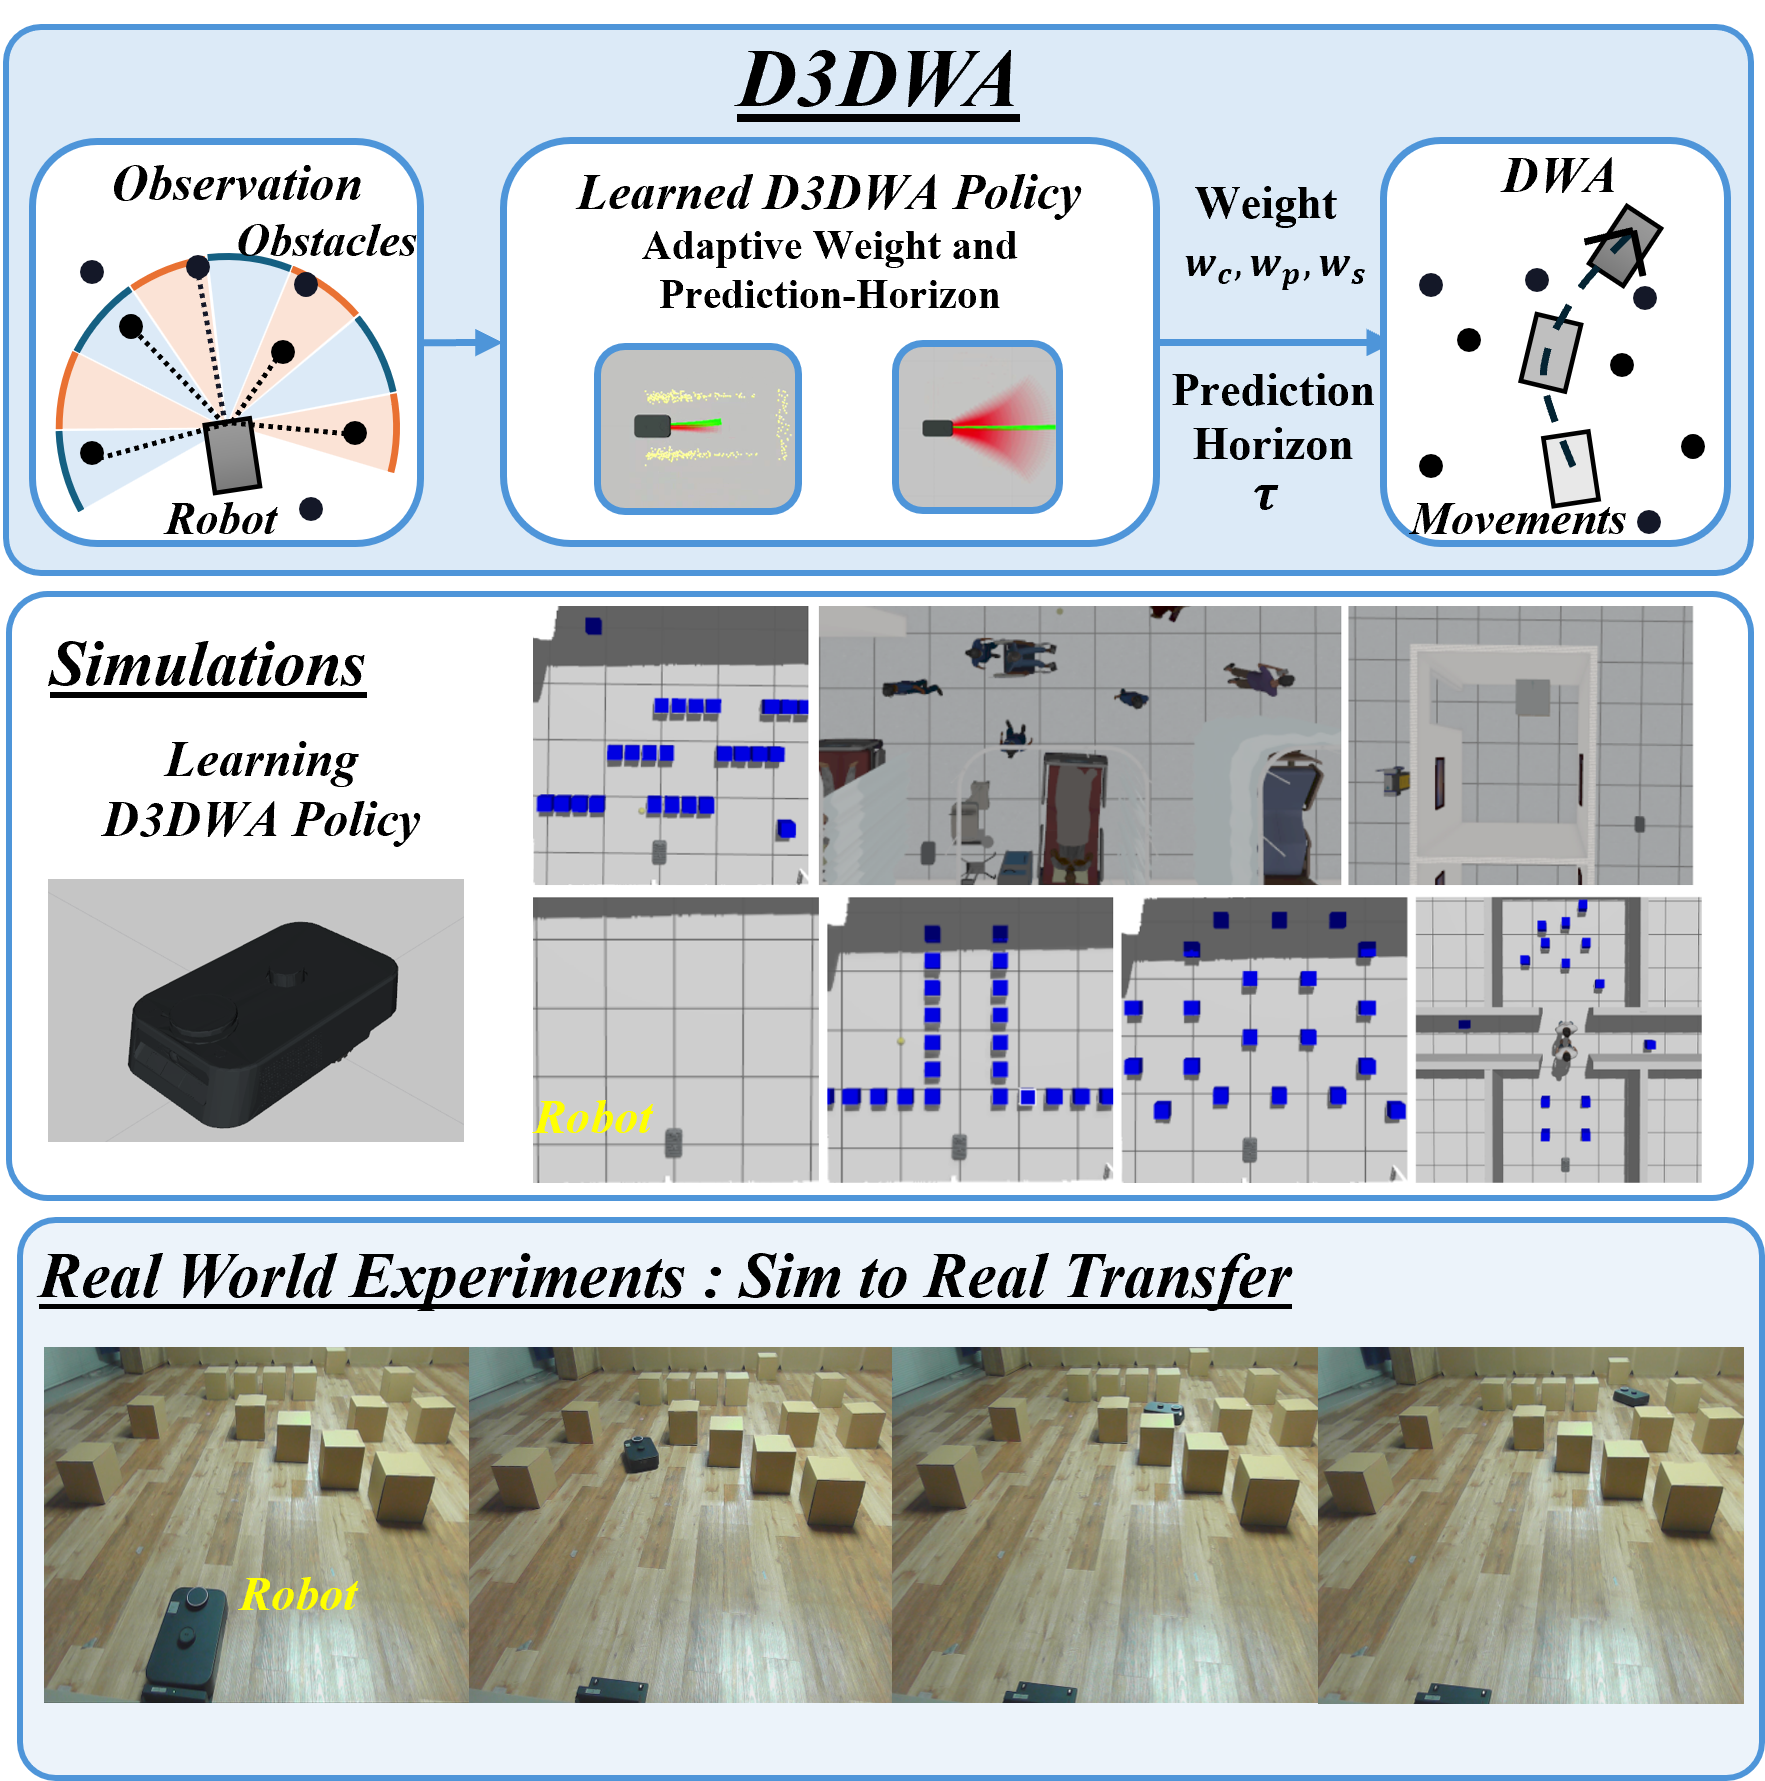 D3DWA
Observation
Obstacles
Robot
Learned D3DWA Policy
Adaptive Weight and
Prediction-Horizon
Weight
w_c, w_p, w_s
Prediction
Horizon
τ
DWA
Movements
Simulations
Learning
D3DWA Policy
Robot
Real World Experiments : Sim to Real Transfer
Robot